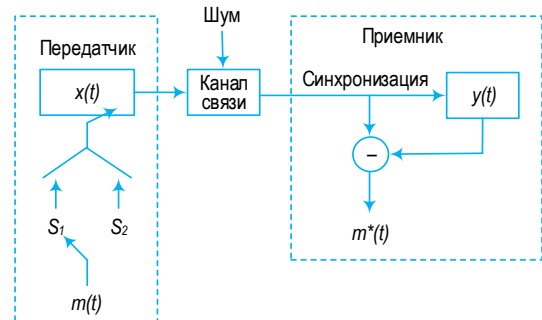 Шум
Передатчик
Приемник
x(t)
Канал
связи
Синхронизация
y(t)
–
S1 S2
m*(t)
m(t)